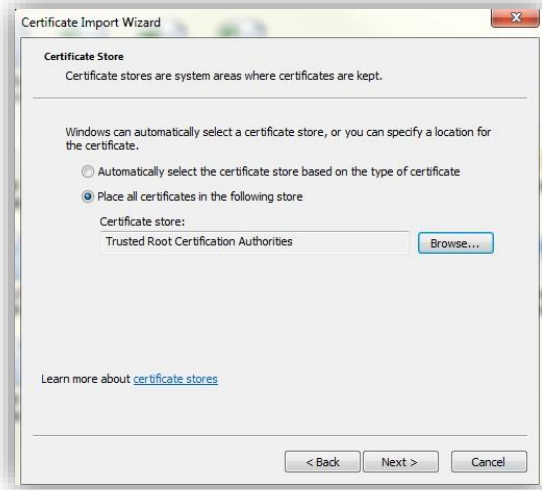 Certificate Import Wizard
Certificate Store
Certificate stores are system areas where certificates are kept.
Windows can automatically select a certificate store, or you can specify a location for
the certificate.
Automatically select the certificate store based on the type of certificate
Place all certificates in the following store
Certificate store:
Trusted Root Certification Authorities
Browse...
Learn more about certificate stores
< Back
Next >
Cancel